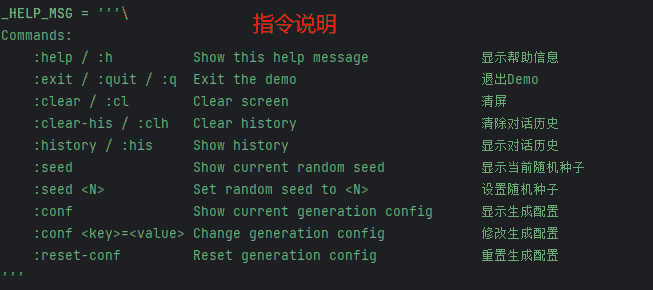 _HELP_MSG = '''\
指令说明
Commands:
    :help / :h          Show this help message              显示帮助信息
    :exit / :quit / :q  Exit the demo                       退出Demo
    :clear / :cl        Clear screen                        清屏
    :clear-his / :clh   Clear history                       清除对话历史
    :history / :his     Show history                        显示对话历史
    :seed               Show current random seed            显示当前随机种子
    :seed <N>           Set random seed to <N>              设置随机种子
    :conf               Show current generation config      显示生成配置
    :conf <key>=<value> Change generation config            修改生成配置
    :reset-conf         Reset generation config             重置生成配置
'''